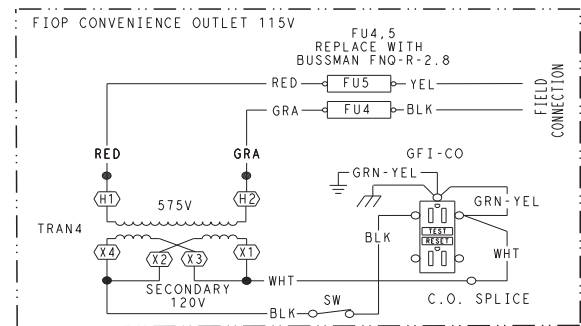 FIOP CONVENIENCE OUTLET 115V
FU4,5
REPLACE WITH
BUSSMAN FNQ-R-2.8
RED FU5 YEL
GRA FU4 BLK
FIELD
CONNECTION
RED GRA GFI-CO
GRN-YEL
H1 575V H2 GRN-YEL
TRAN4
BLK TEST
RESET
X4 X2 X3 X1 WHT
WHT
SECONDARY
120V
SW C.O. SPLICE
BLK